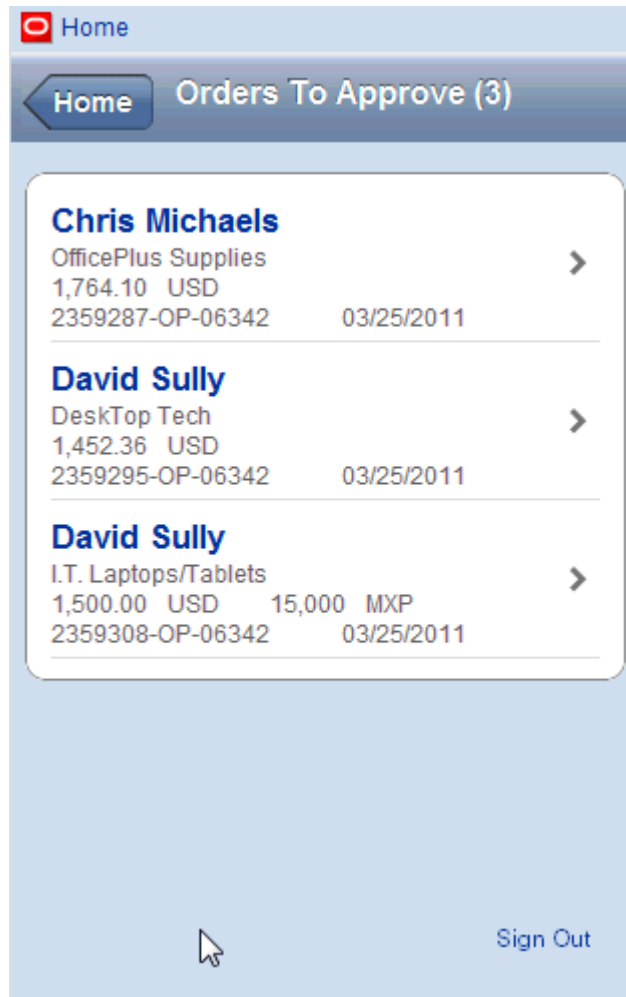 Home
Home Orders To Approve (3)
Chris Michaels
OfficePlus Supplies
1,764.10 USD
2359287-OP-06342 03/25/2011
David Sully
DeskTop Tech
1,452.36 USD
2359295-OP-06342 03/25/2011
David Sully
I.T. Laptops/Tablets
1,500.00 USD 15,000 MXP
2359308-OP-06342 03/25/2011
Sign Out